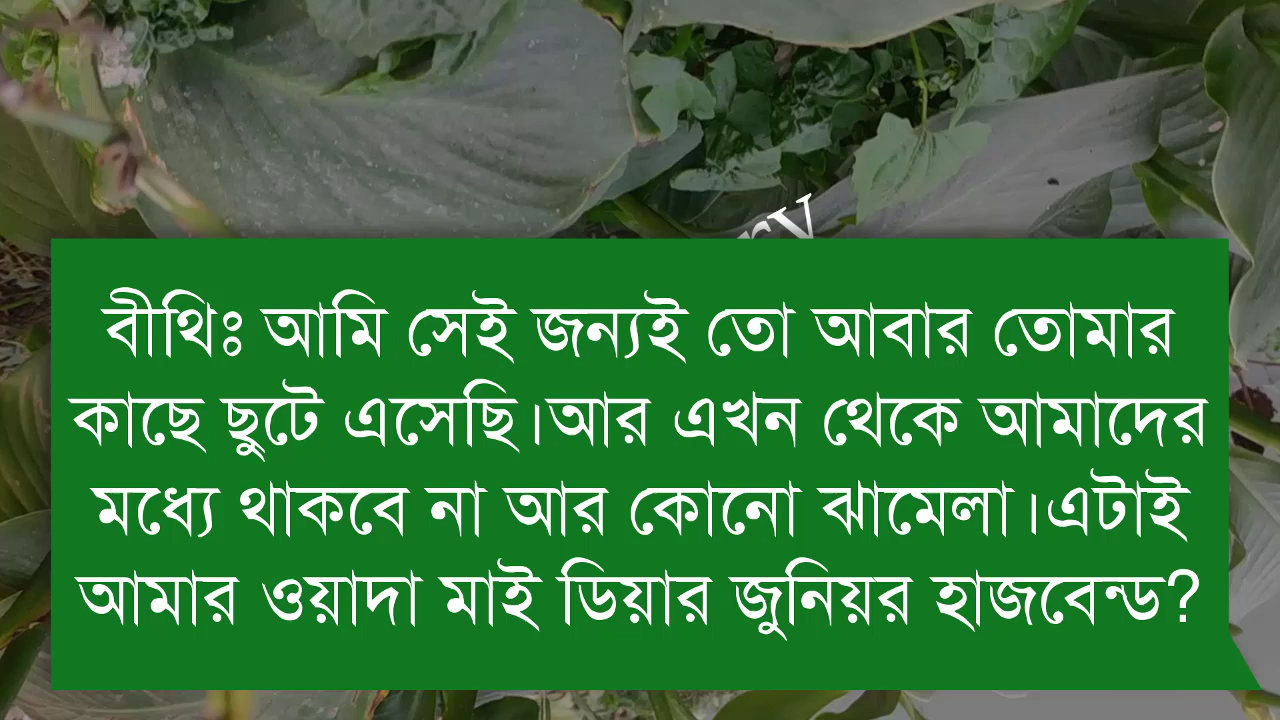 বীথিঃ আমি সেই জন্যই তো আবার তোমার
কাছে ছুটে এসেছি।আর এখন থেকে আমাদের
মধ্যে থাকবে না আর কোনো ঝামেলা।এটাই
আমার ওয়াদা মাই ডিয়ার জুনিয়র হাজবেন্ড?